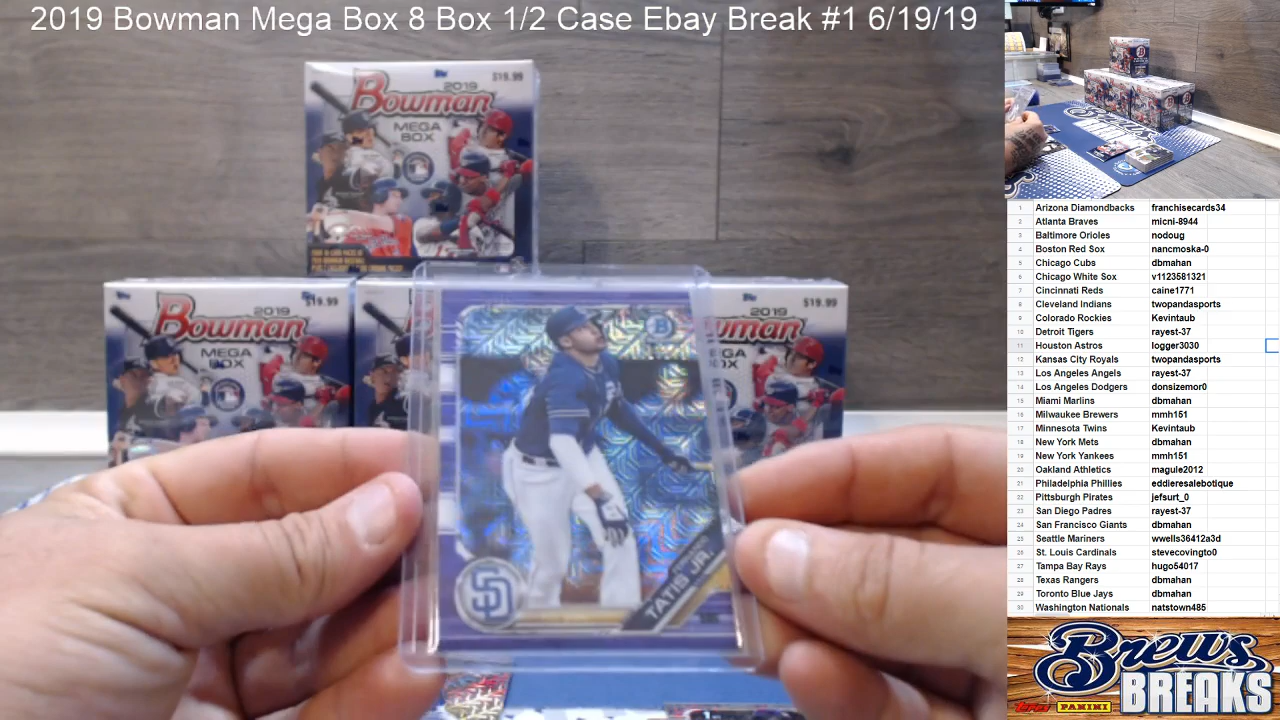 2019 Bowman Mega Box 8 Box 1/2 Case Ebay Break #1 6/19/19
2019 $19.99
Bowman
MEGA
BOX
2019 $19.99
Bowman
MEGA
BOX
2019 $19.99
wman
SD
TATIS JR.
1 Arizona Diamondbacks franchisecards34
2 Atlanta Braves micni-8944
3 Baltimore Orioles nodoug
4 Boston Red Sox nancmoska-0
5 Chicago Cubs dbmahan
6 Chicago White Sox v1123581321
7 Cincinnati Reds caine1771
8 Cleveland Indians twopandasports
9 Colorado Rockies Kevintaub
10 Detroit Tigers rayest-37
11 Houston Astros logger3030
12 Kansas City Royals twopandasports
13 Los Angeles Angels rayest-37
14 Los Angeles Dodgers donsizemor0
15 Miami Marlins dbmahan
16 Milwaukee Brewers mmh151
17 Minnesota Twins Kevintaub
18 New York Mets dbmahan
19 New York Yankees mmh151
20 Oakland Athletics magule2012
21 Philadelphia Phillies eddieresalebotique
22 Pittsburgh Pirates jefsurt_0
23 San Diego Padres rayest-37
24 San Francisco Giants dbmahan
25 Seattle Mariners wwells36412a3d
26 St. Louis Cardinals stevecovingto0
27 Tampa Bay Rays hugo54017
28 Texas Rangers dbmahan
29 Toronto Blue Jays dbmahan
30 Washington Nationals natstown485
Brews
BREAKS
Topps PANINI